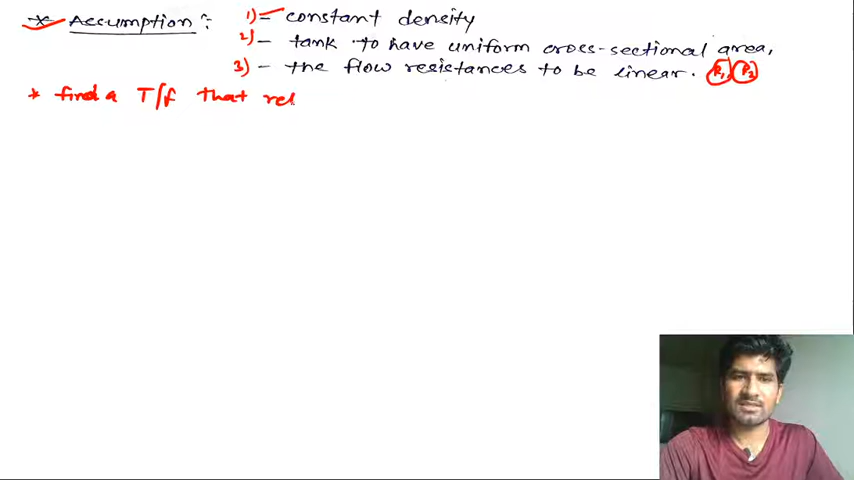 * Assumption :
1) - constant density
2) - tank to have uniform cross-sectional area,
3) - the flow resistances to be linear. R1 R2
* find a T/f that rel